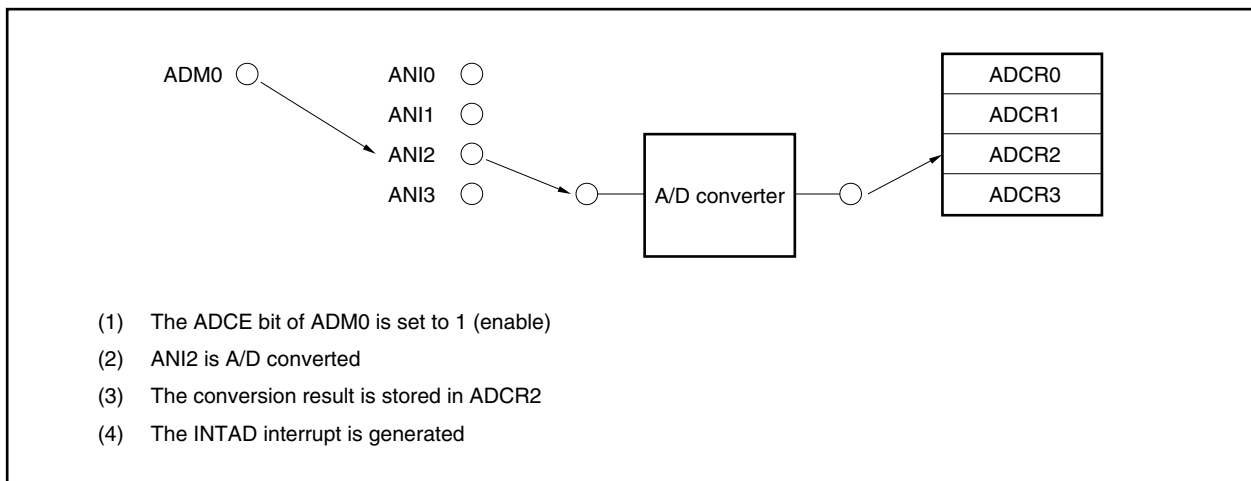 ADM0
ANI0
ANI1
ANI2
ANI3
A/D converter
ADCR0
ADCR1
ADCR2
ADCR3
(1) The ADCE bit of ADM0 is set to 1 (enable)
(2) ANI2 is A/D converted
(3) The conversion result is stored in ADCR2
(4) The INTAD interrupt is generated